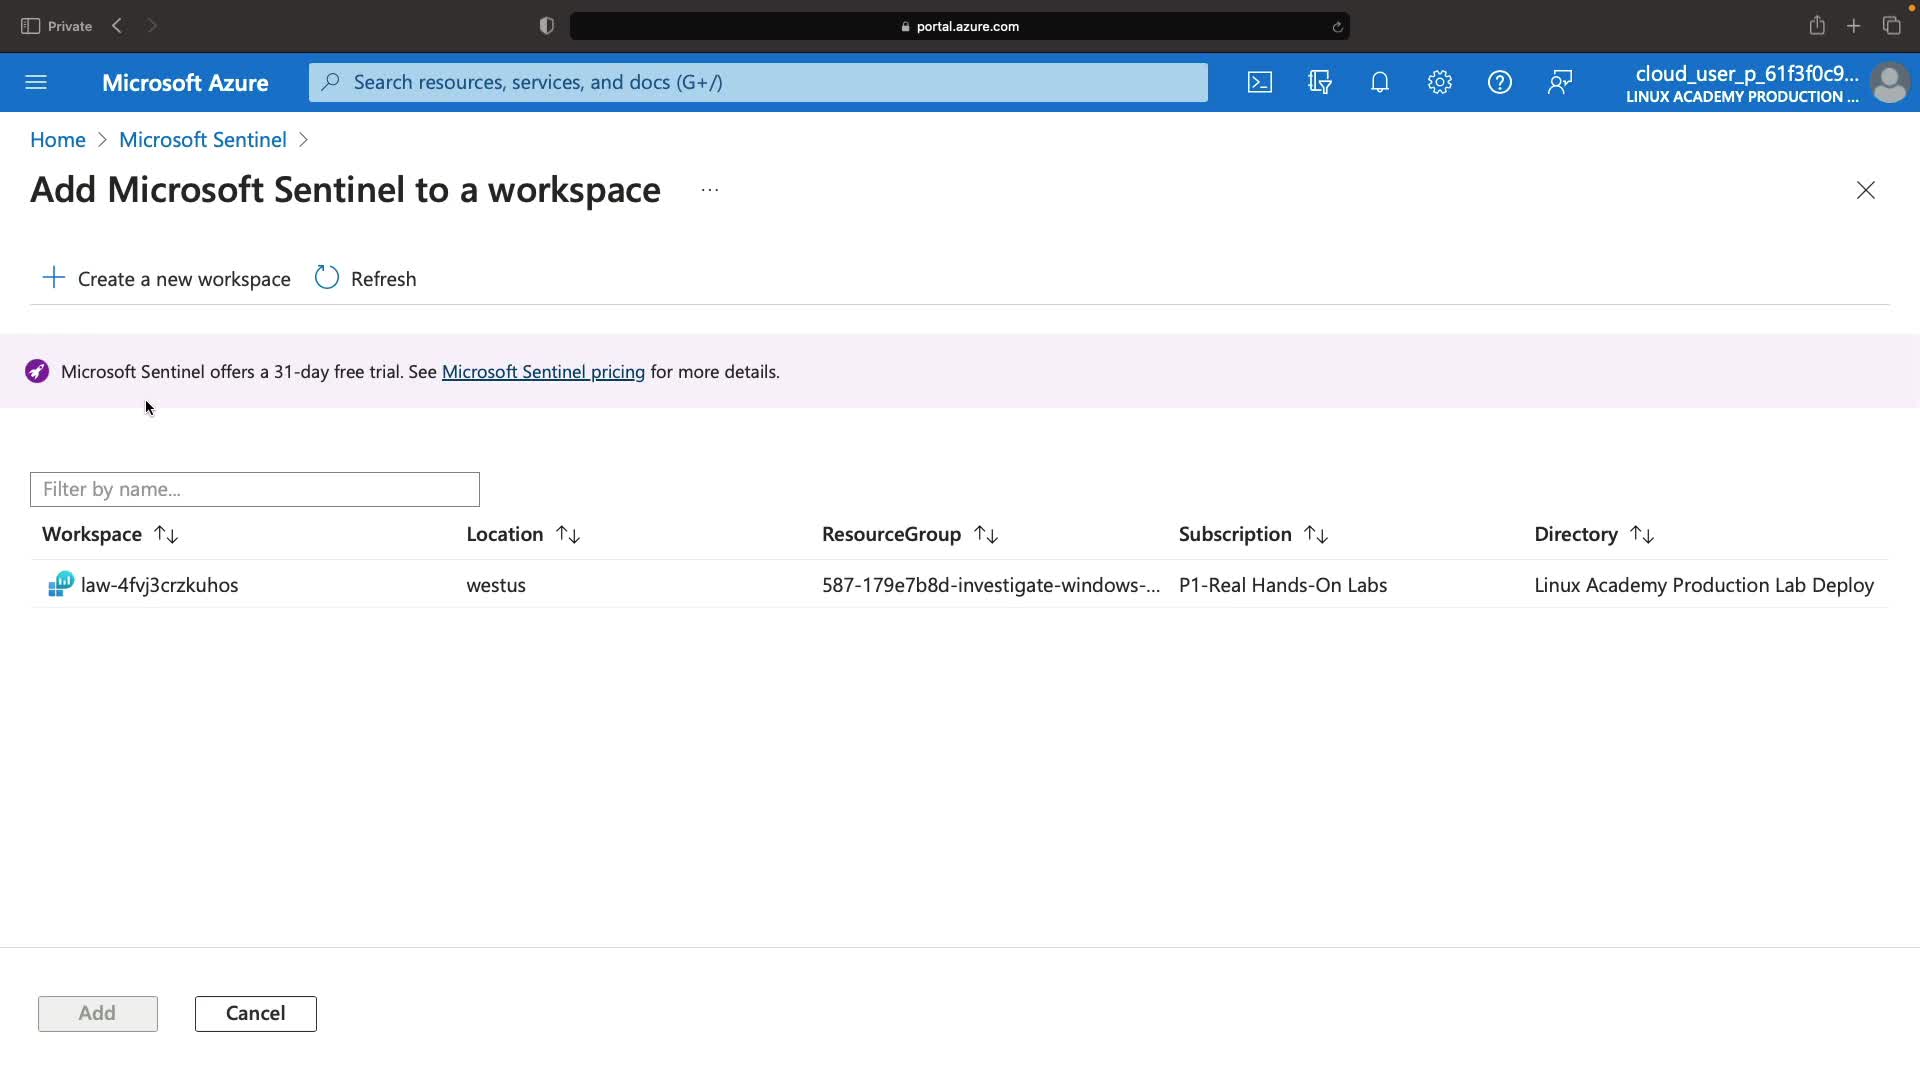 Private
portal.azure.com
Microsoft Azure
Search resources, services, and docs (G+/)
cloud_user_p_61f3f0c9...
LINUX ACADEMY PRODUCTION ...
Home > Microsoft Sentinel >
Add Microsoft Sentinel to a workspace ...
Create a new workspace Refresh
Microsoft Sentinel offers a 31-day free trial. See Microsoft Sentinel pricing for more details.
Filter by name...
Workspace Location ResourceGroup Subscription Directory
law-4fvj3crzkuhos westus 587-179e7b8d-investigate-windows-... P1-Real Hands-On Labs Linux Academy Production Lab Deploy
Add Cancel